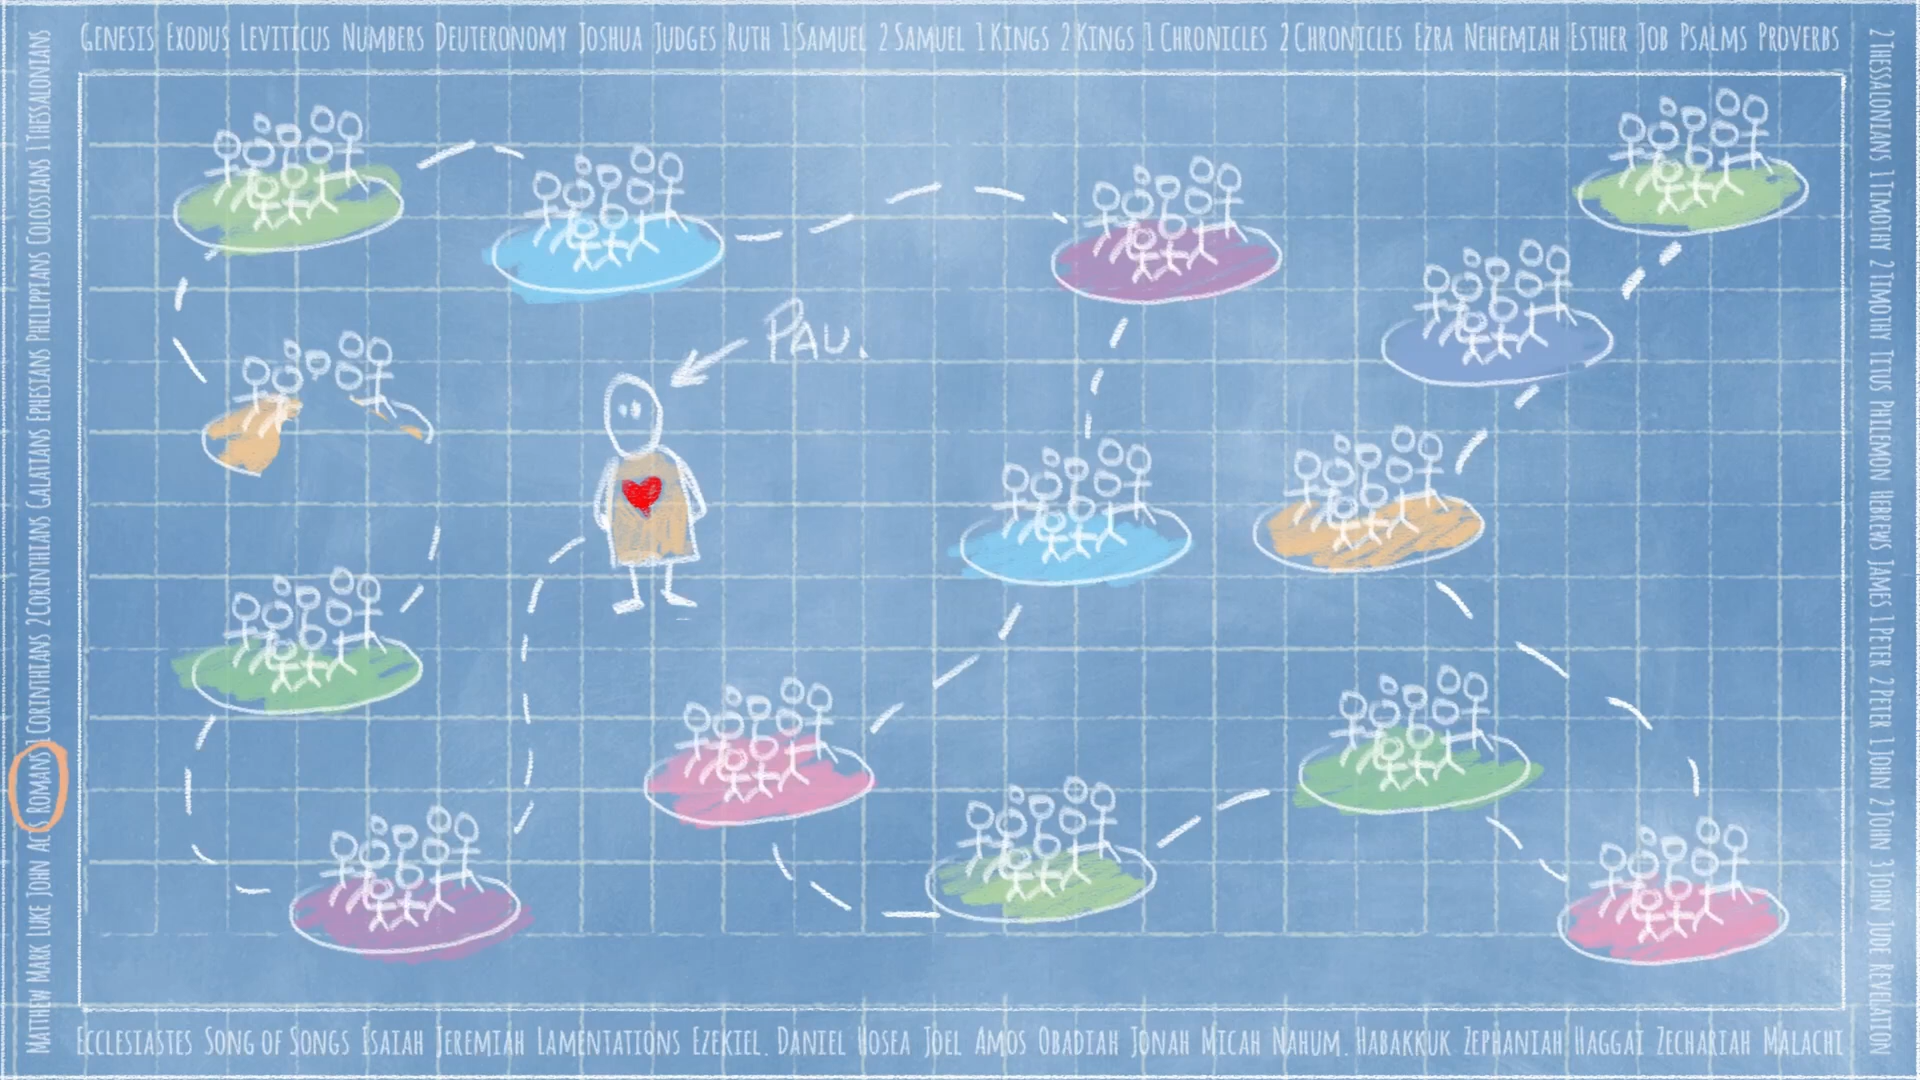 GENESIS EXODUS LEVITICUS NUMBERS DEUTERONOMY JOSHUA JUDGES RUTH 1 SAMUEL 2 SAMUEL 1 KINGS 2 KINGS 1 CHRONICLES 2 CHRONICLES EZRA NEHEMIAH ESTHER JOB PSALMS PROVERBS
PAU.
ECCLESIASTES SONG OF SONGS ISAIAH JEREMIAH LAMENTATIONS EZEKIEL. DANIEL HOSEA JOEL AMOS OBADIAH JONAH MICAH NAHUM. HABAKKUK ZEPHANIAH HAGGAI ZECHARIAH MALACHI
MATTHEW MARK LUKE JOHN ACTS ROMANS 1 CORINTHIANS 2 CORINTHIANS GALATIANS EPHESIANS PHILIPPIANS COLOSSIANS 1 THESSALONIANS
2 THESSALONIANS 1 TIMOTHY 2 TIMOTHY TITUS PHILEMON HEBREWS JAMES 1 PETER 2 PETER 1 JOHN 2 JOHN 3 JOHN JUDE REVELATION